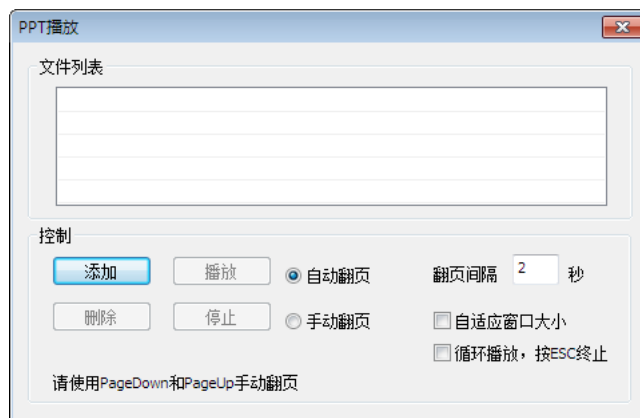 PPT播放
文件列表
控制
添加 播放 自动翻页 翻页间隔 2 秒
删除 停止 手动翻页 自适应窗口大小
循环播放，按ESC终止
请使用PageDown和PageUp手动翻页